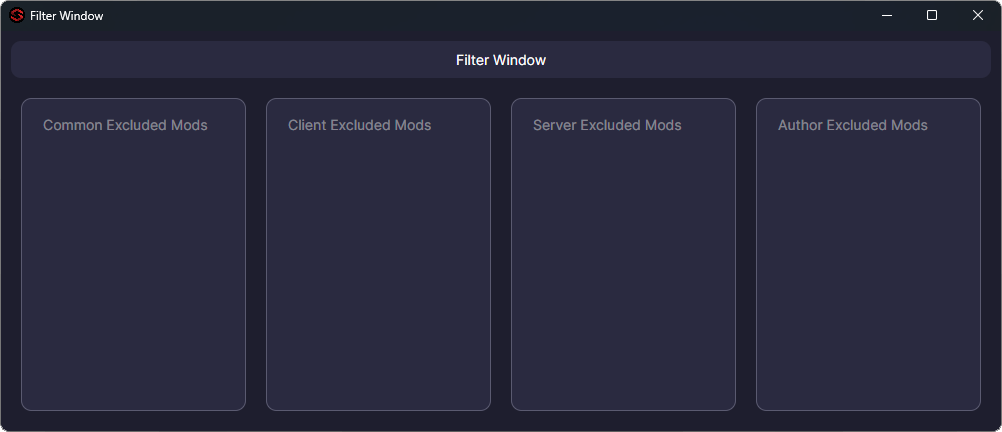 Filter Window
Filter Window
Common Excluded Mods
Client Excluded Mods
Server Excluded Mods
Author Excluded Mods